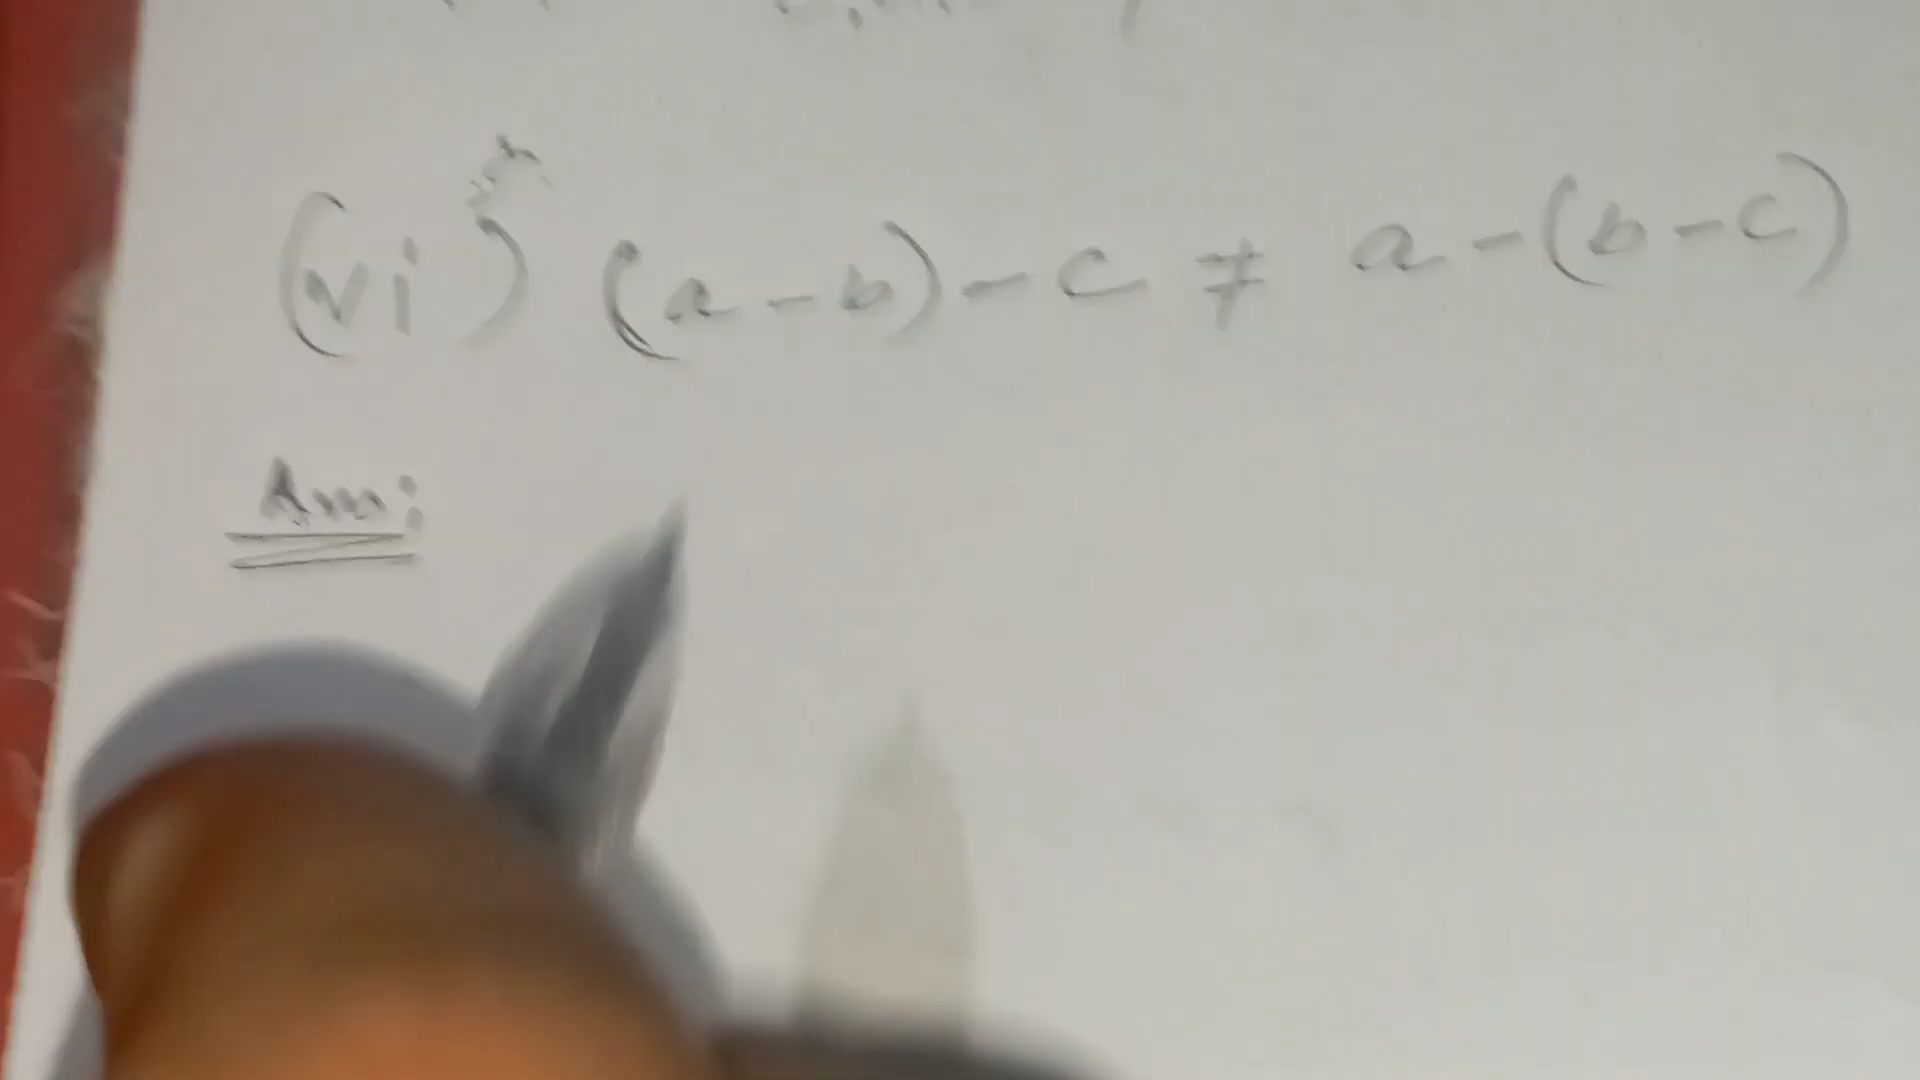 (vi) (a-b)-c ≠ a-(b-c)
Ans: